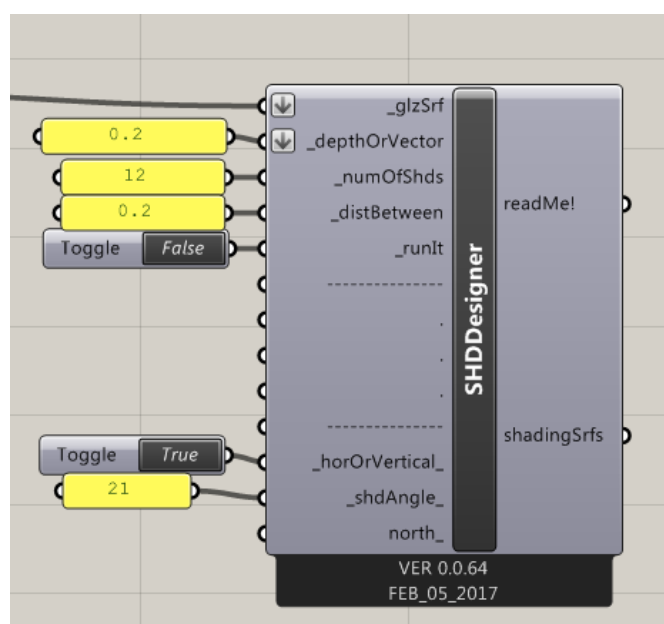 _glzSrf
0.2
_depthOrVector
12
_numOfShds
0.2
_distBetween
readMe!
Toggle False
_runIt
SHDDesigner
----------------
.
.
.
----------------
shadingSrfs
Toggle True
_horOrVertical_
21
_shdAngle_
north_
VER 0.0.64
FEB_05_2017